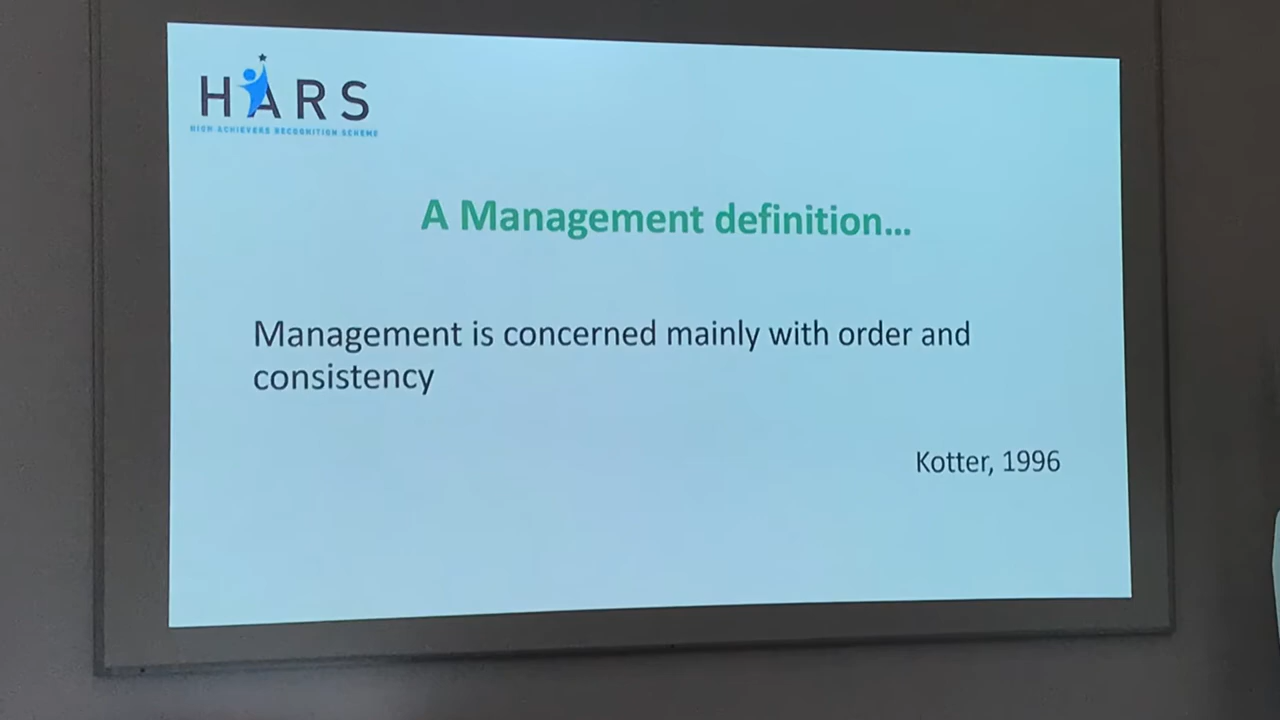 HARS
HIGH ACHIEVERS RECOGNITION SCHEME
A Management definition...
Management is concerned mainly with order and
consistency
Kotter, 1996